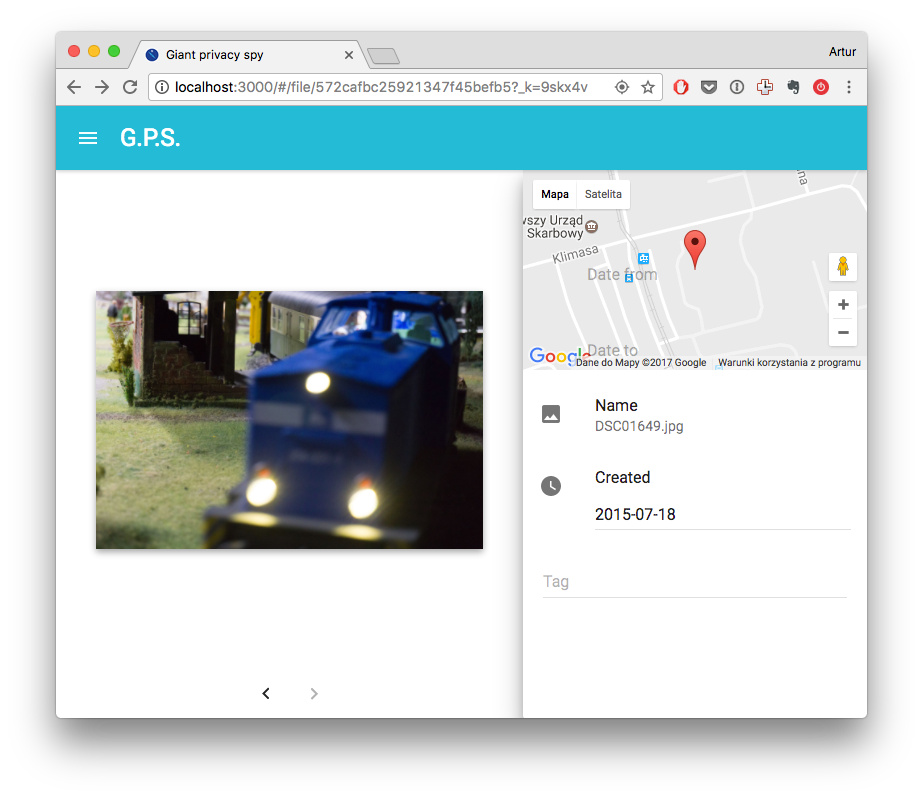 Giant privacy spy
Artur
localhost:3000/#/file/572cafbc25921347f45befb5?_k=9skx4v
G.P.S.
Mapa
Satelita
wszy Urząd
Skarbowy
Klimasa
na
Date from
Date to
Google
Dane do Mapy ©2017 Google
Warunki korzystania z programu
Name
DSC01649.jpg
Created
2015-07-18
Tag